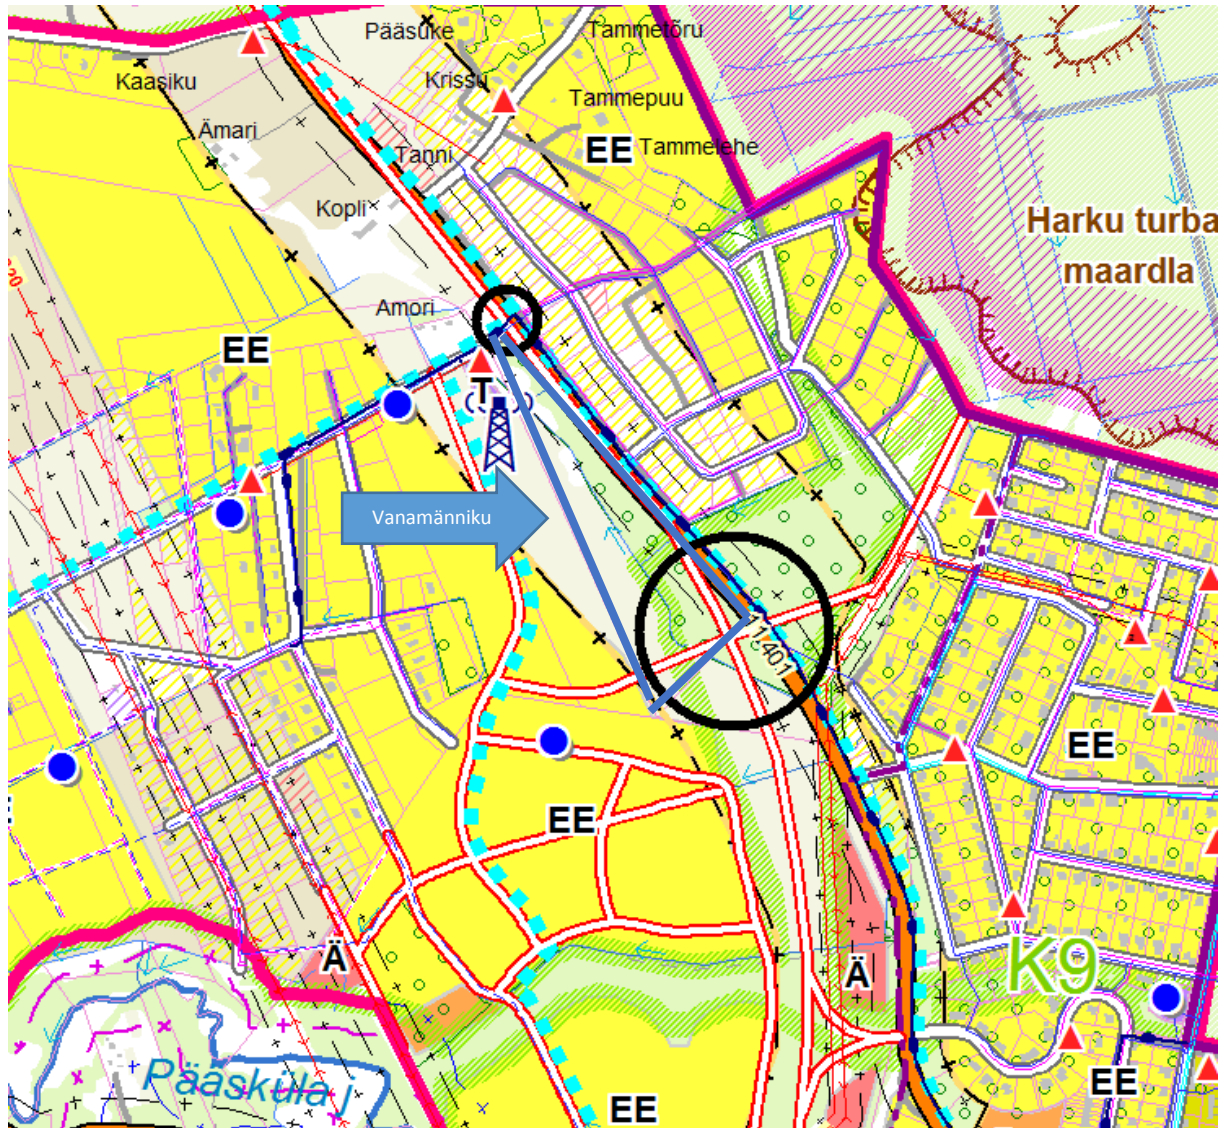 Pääsuke
Tammetõru
Kaasiku
Krissu
Tammepuu
Ämari
Tanni
EE
Tammelehe
Kopli
Harku turba
maardla
Amori
EE
T
Vanamänniku
11401
EE
EE
Ä
Ä
K9
Pääsküla j
EE
EE